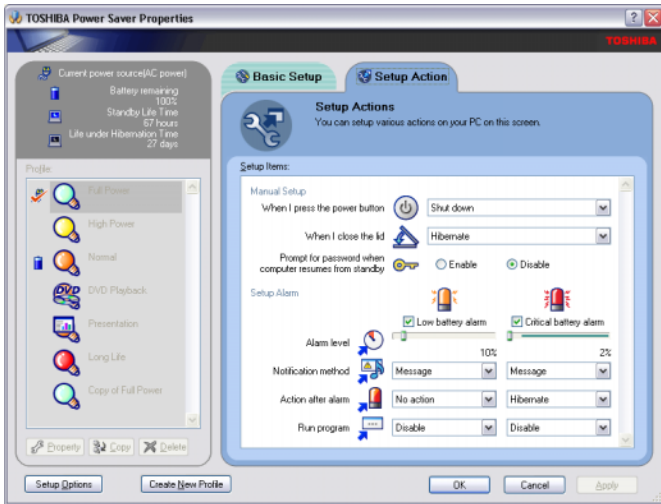 TOSHIBA Power Saver Properties
TOSHIBA
Current power source(AC power)
Battery remaining
100%
Standby Life Time
67 hours
Life under Hibernation Time
27 days
Profile:
Full Power
High Power
Normal
DVD
DVD Playback
Presentation
Long Life
Copy of Full Power
Property
Copy
Delete
Basic Setup
Setup Action
Setup Actions
You can setup various actions on your PC on this screen.
Setup Items:
Manual Setup
When I press the power button
Shut down
When I close the lid
Hibernate
Prompt for password when
computer resumes from standby
Enable
Disable
Setup Alarm
Low battery alarm
Critical battery alarm
Alarm level
10%
2%
Notification method
Message
Message
Action after alarm
No action
Hibernate
Run program
Disable
Disable
Setup Options
Create New Profile
OK
Cancel
Apply